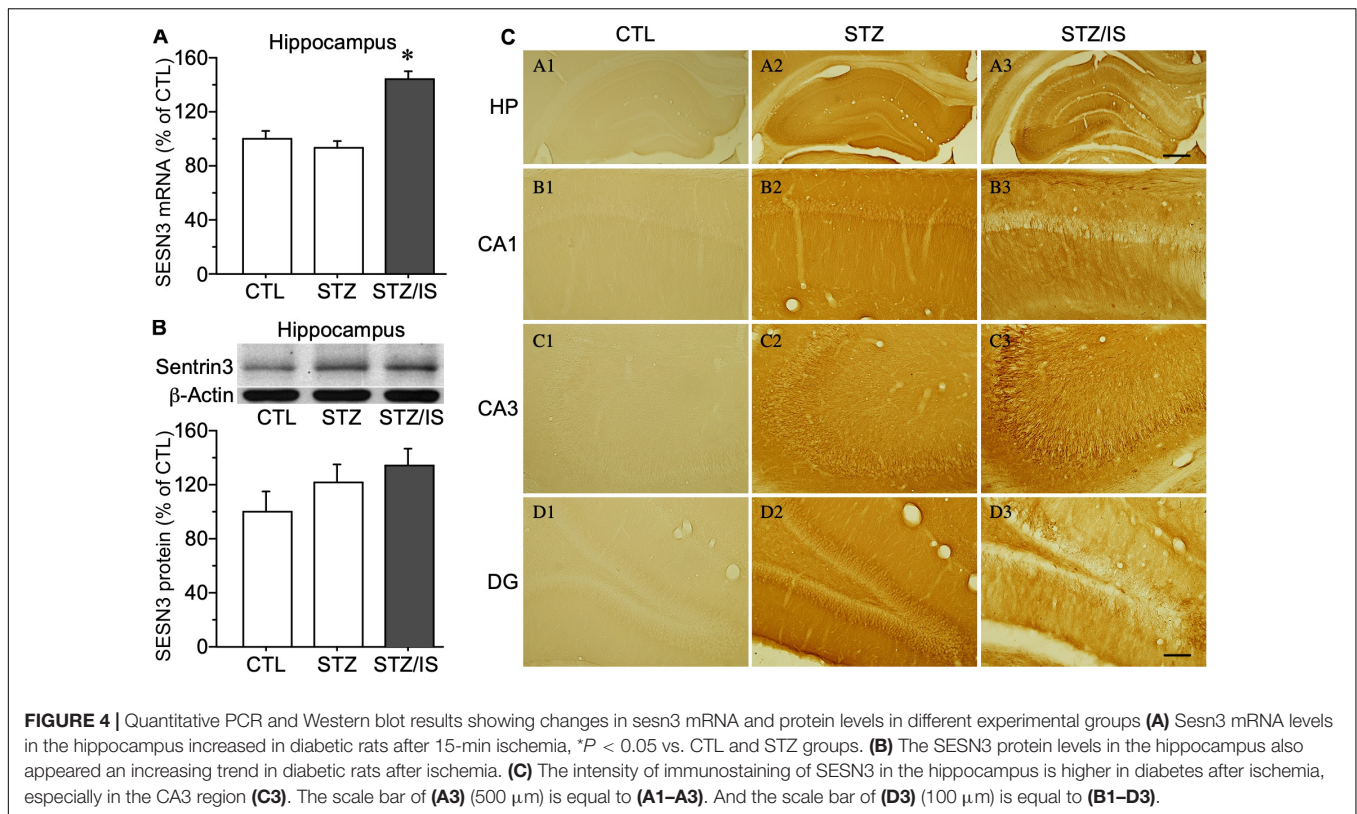 A
Hippocampus
*
SESN3 mRNA (% of CTL)
160
120
80
40
0
CTL STZ STZ/IS
B
Hippocampus
Sentrin3
β-Actin
CTL STZ STZ/IS
SESN3 protein (% of CTL)
160
120
80
40
0
CTL STZ STZ/IS
C
CTL STZ STZ/IS
HP
A1 A2 A3
CA1
B1 B2 B3
CA3
C1 C2 C3
DG
D1 D2 D3
FIGURE 4 | Quantitative PCR and Western blot results showing changes in sesn3 mRNA and protein levels in different experimental groups (A) Sesn3 mRNA levels
in the hippocampus increased in diabetic rats after 15-min ischemia, *P < 0.05 vs. CTL and STZ groups. (B) The SESN3 protein levels in the hippocampus also
appeared an increasing trend in diabetic rats after ischemia. (C) The intensity of immunostaining of SESN3 in the hippocampus is higher in diabetes after ischemia,
especially in the CA3 region (C3). The scale bar of (A3) (500 μm) is equal to (A1–A3). And the scale bar of (D3) (100 μm) is equal to (B1–D3).